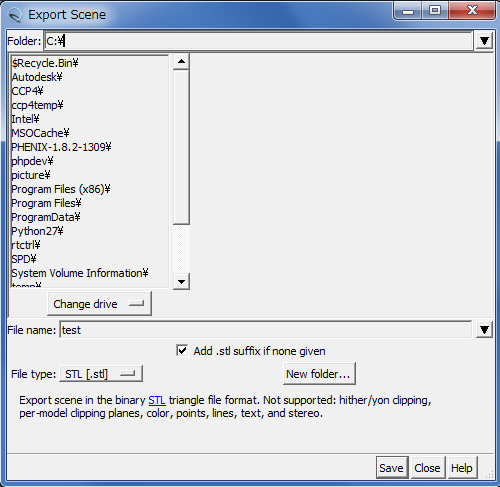 Export Scene
Folder: C:¥
$Recycle.Bin¥
Autodesk¥
CCP4¥
ccp4temp¥
Intel¥
MSOCache¥
PHENIX-1.8.2-1309¥
phpdev¥
picture¥
Program Files (x86)¥
Program Files¥
ProgramData¥
Python27¥
rtctrl¥
SPD¥
System Volume Information¥
temp¥
Change drive
File name: test
Add .stl suffix if none given
File type: STL [.stl] New folder...
Export scene in the binary STL triangle file format. Not supported: hither/yon clipping,
per-model clipping planes, color, points, lines, text, and stereo.
Save Close Help